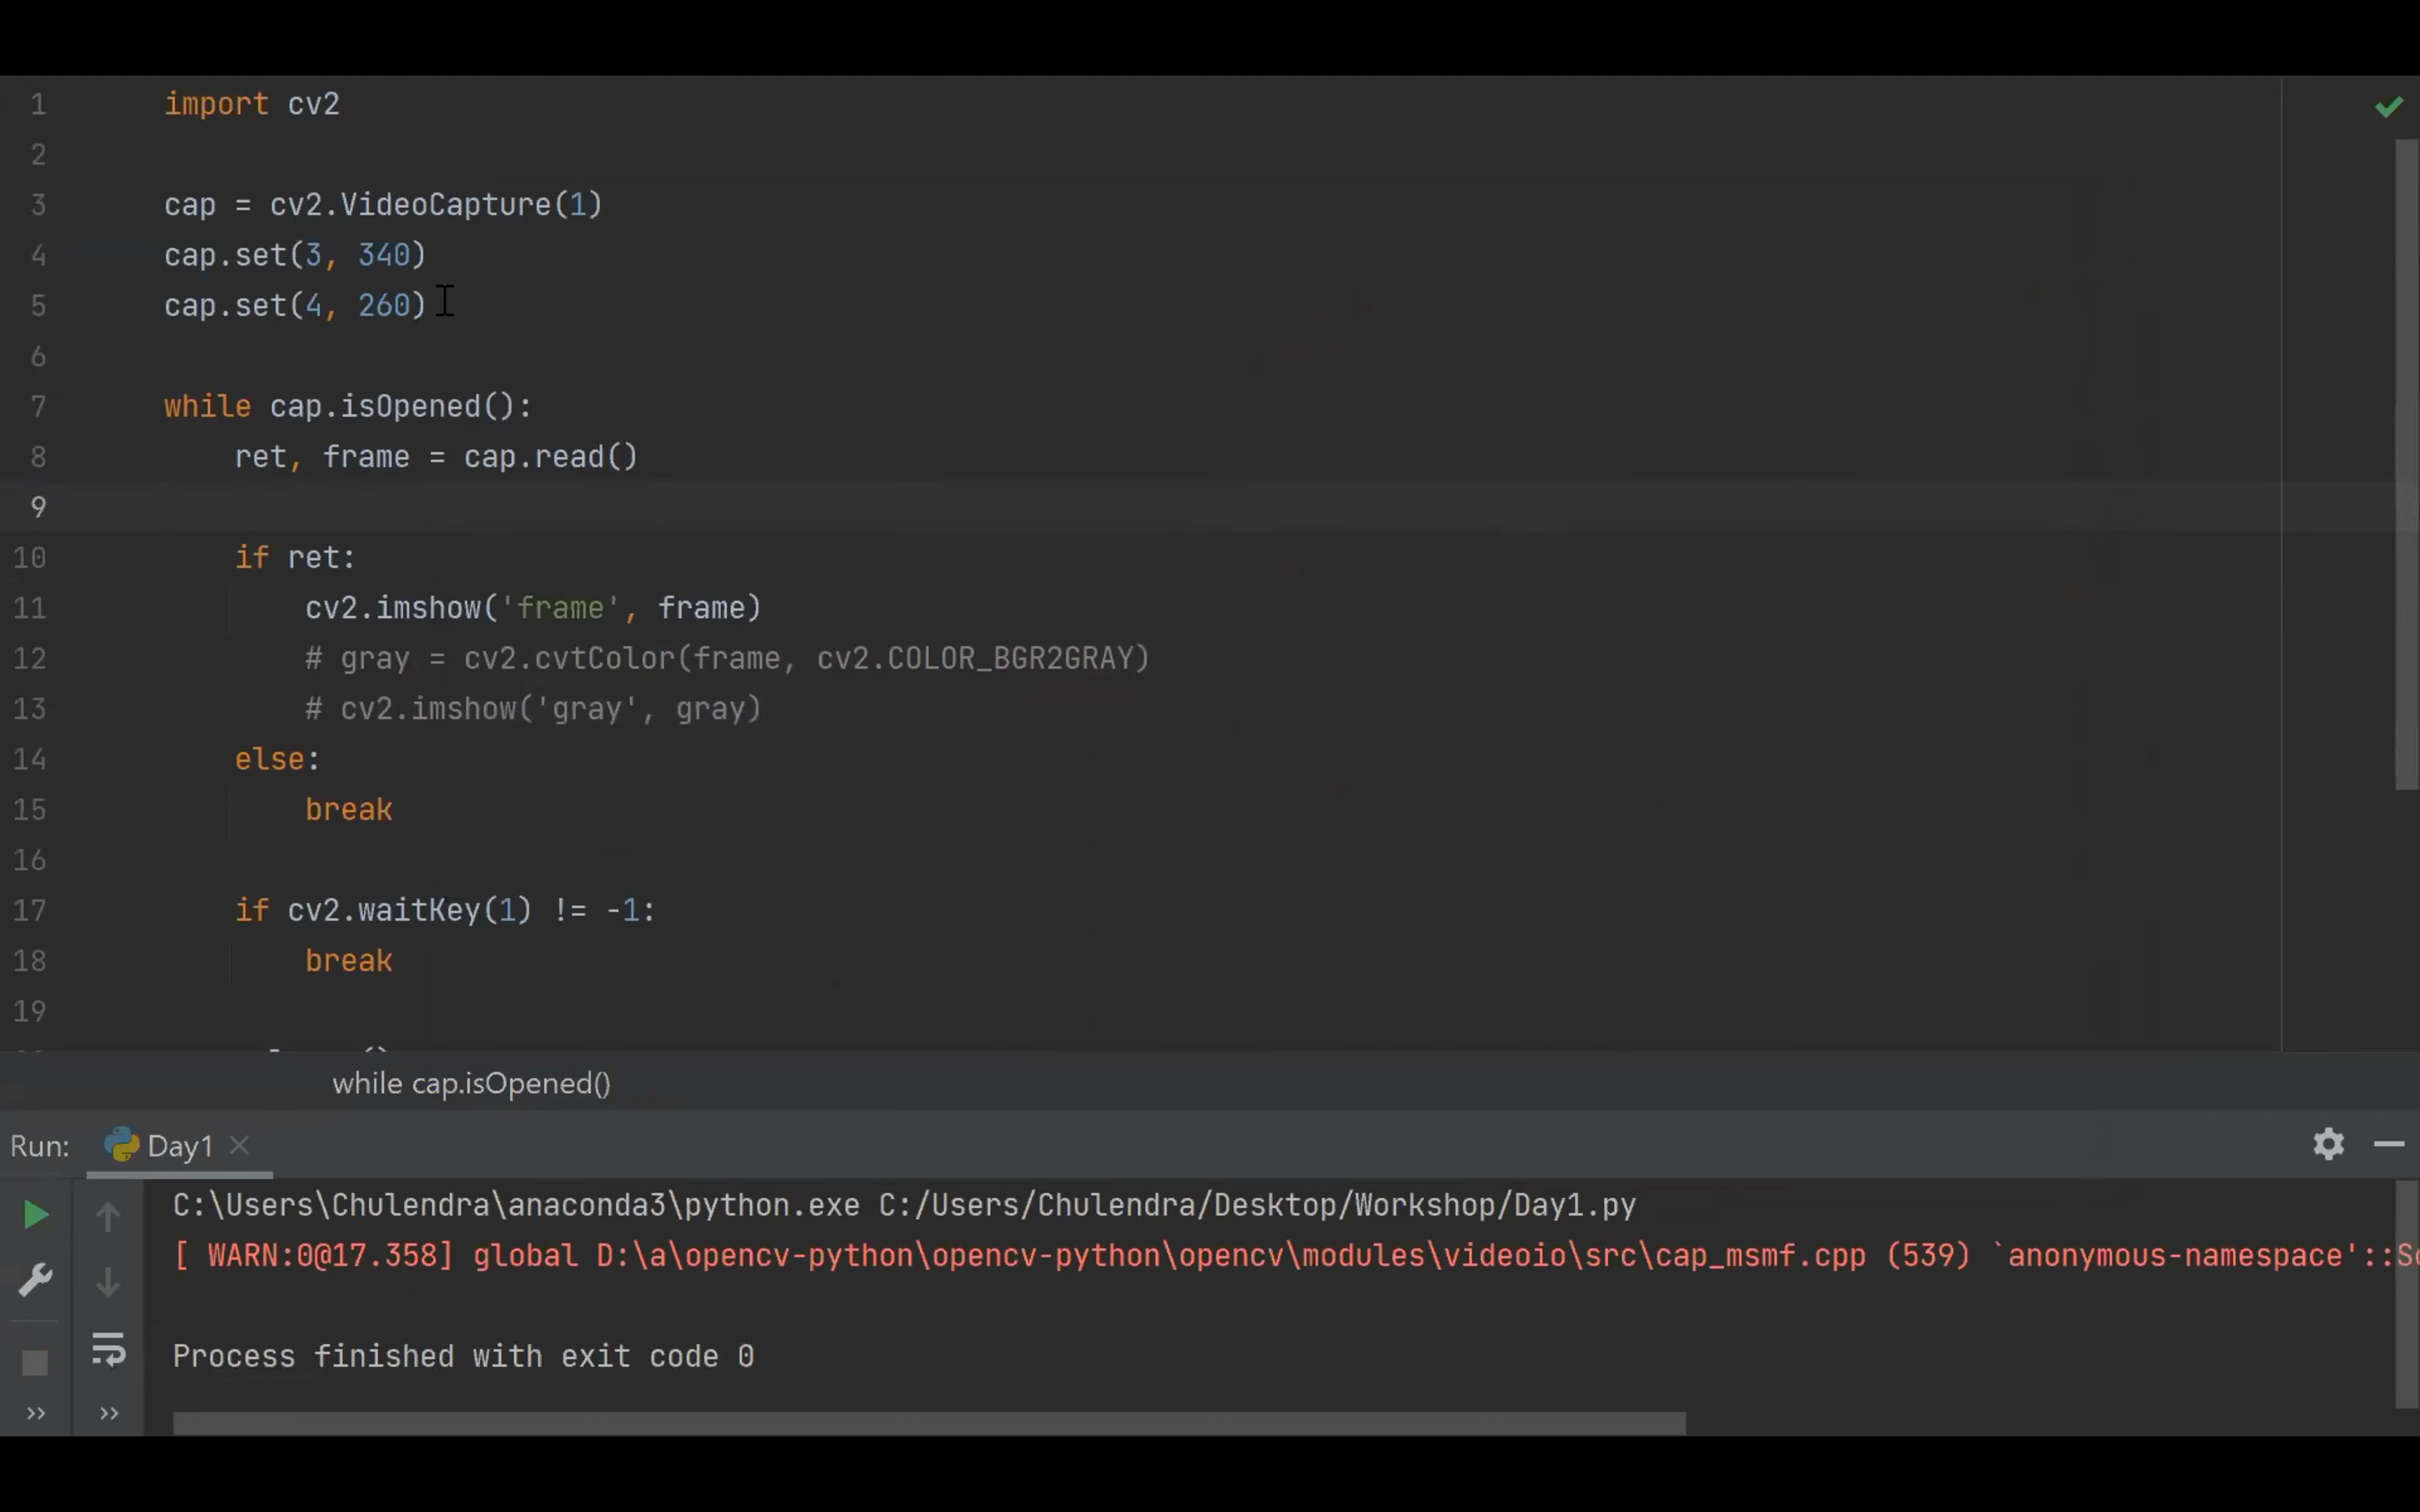 1 import cv2
2
3 cap = cv2.VideoCapture(1)
4 cap.set(3, 340)
5 cap.set(4, 260)
6
7 while cap.isOpened():
8     ret, frame = cap.read()
9
10     if ret:
11         cv2.imshow('frame', frame)
12         # gray = cv2.cvtColor(frame, cv2.COLOR_BGR2GRAY)
13         # cv2.imshow('gray', gray)
14     else:
15         break
16
17     if cv2.waitKey(1) != -1:
18         break
19
while cap.isOpened()
Run: Day1
C:\Users\Chulendra\anaconda3\python.exe C:/Users/Chulendra/Desktop/Workshop/Day1.py
[ WARN:0@17.358] global D:\a\opencv-python\opencv-python\opencv\modules\videoio\src\cap_msmf.cpp (539) `anonymous-namespace'::S
Process finished with exit code 0